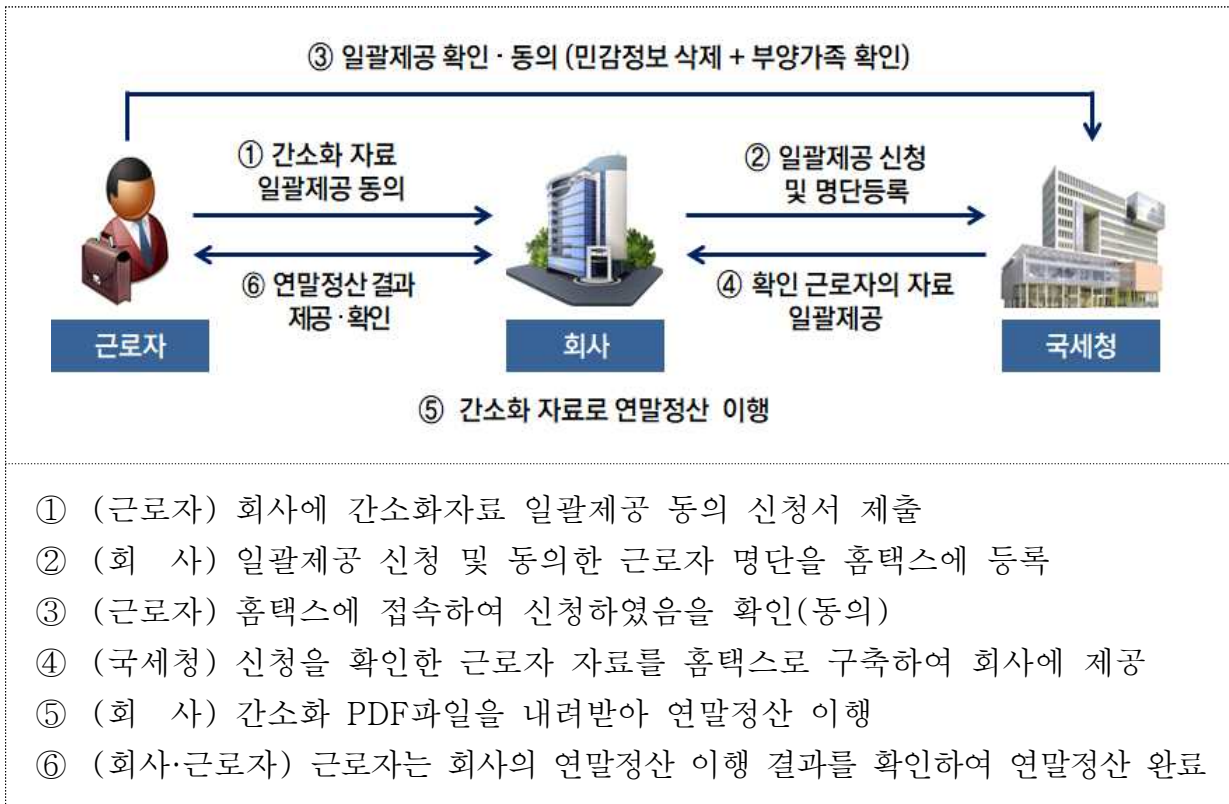 ③ 일괄제공 확인·동의 (민감정보 삭제 + 부양가족 확인)
① 간소화 자료
일괄제공 동의
② 일괄제공 신청
및 명단등록
⑥ 연말정산 결과
제공·확인
④ 확인 근로자의 자료
일괄제공
근로자
회사
국세청
⑤ 간소화 자료로 연말정산 이행
① (근로자) 회사에 간소화자료 일괄제공 동의 신청서 제출
② (회 사) 일괄제공 신청 및 동의한 근로자 명단을 홈택스에 등록
③ (근로자) 홈택스에 접속하여 신청하였음을 확인(동의)
④ (국세청) 신청을 확인한 근로자 자료를 홈택스로 구축하여 회사에 제공
⑤ (회 사) 간소화 PDF파일을 내려받아 연말정산 이행
⑥ (회사·근로자) 근로자는 회사의 연말정산 이행 결과를 확인하여 연말정산 완료